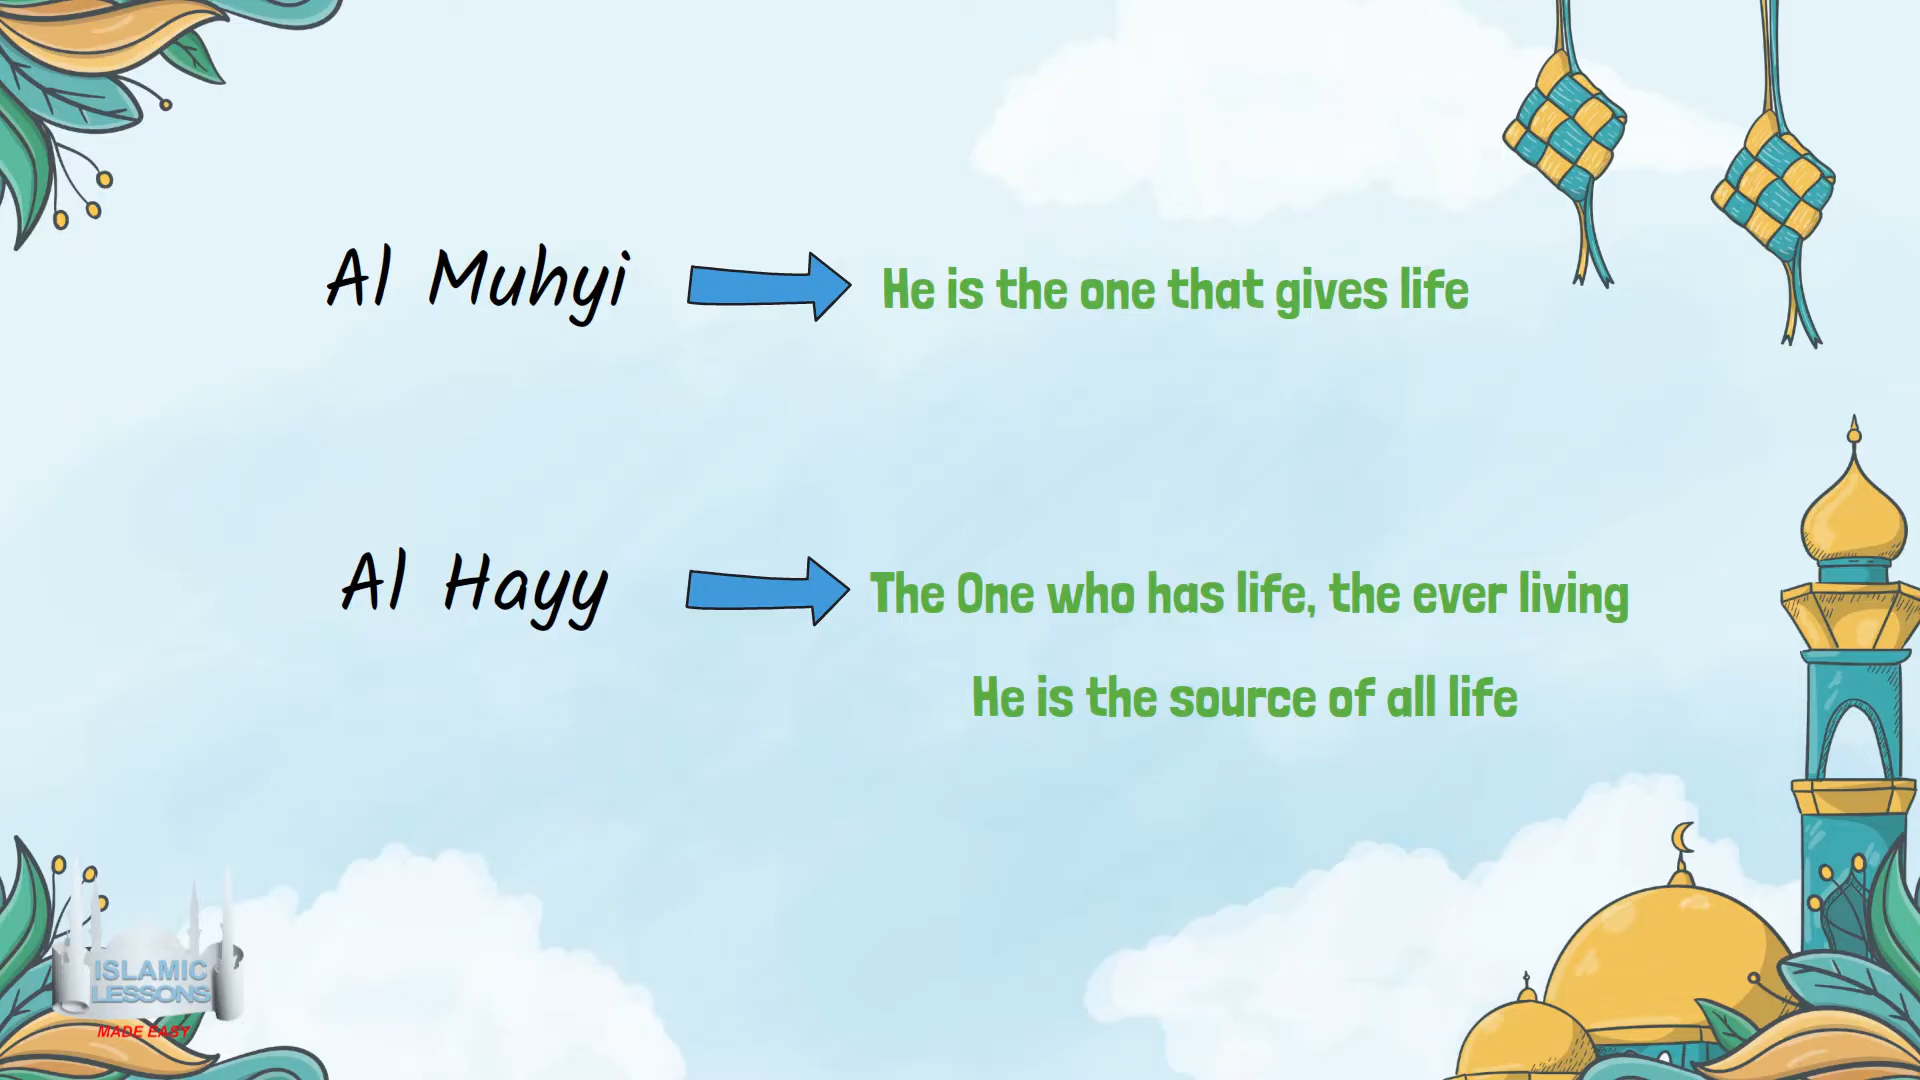 Al Muhyi
He is the one that gives life
Al Hayy
The One who has life, the ever living
He is the source of all life
ISLAMIC
LESSONS
MADE EASY